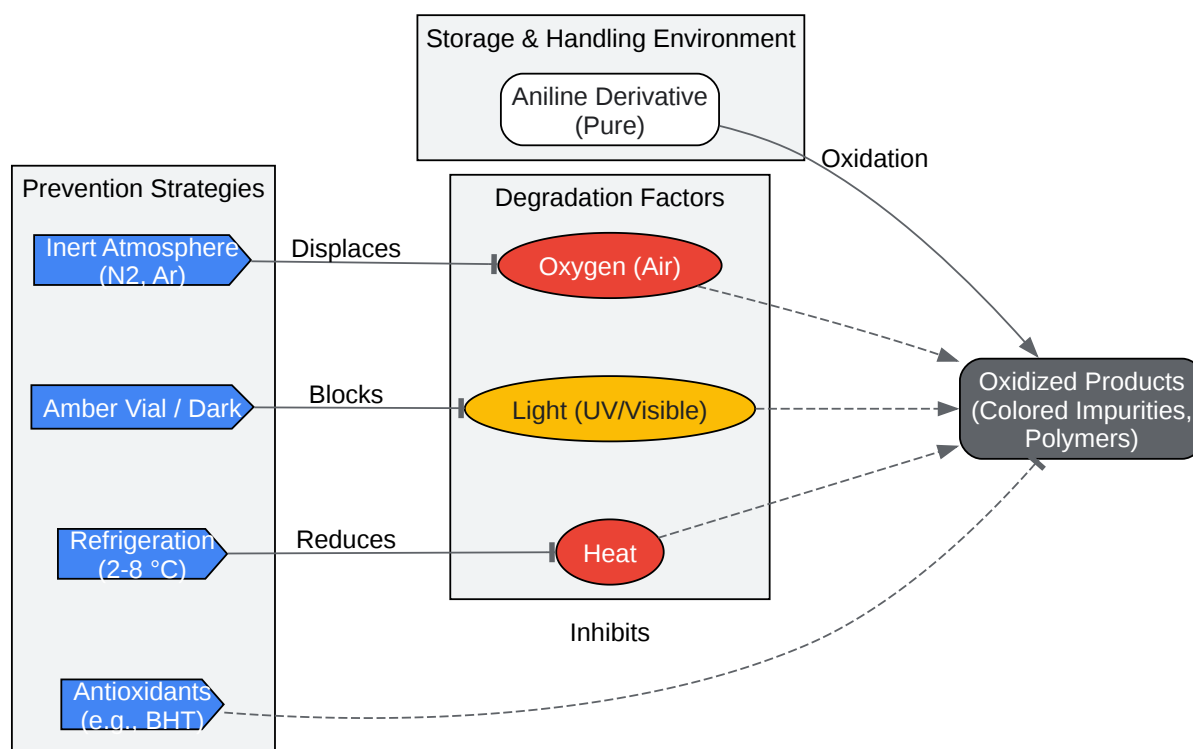 Storage & Handling Environment
Aniline Derivative
(Pure)
Oxidation
Prevention Strategies
Degradation Factors
Inert Atmosphere
(N2, Ar)
Displaces
Oxygen (Air)
Amber Vial / Dark
Blocks
Light (UV/Visible)
Oxidized Products
(Colored Impurities,
Polymers)
Refrigeration
(2-8 °C)
Reduces
Heat
Inhibits
Antioxidants
(e.g., BHT)